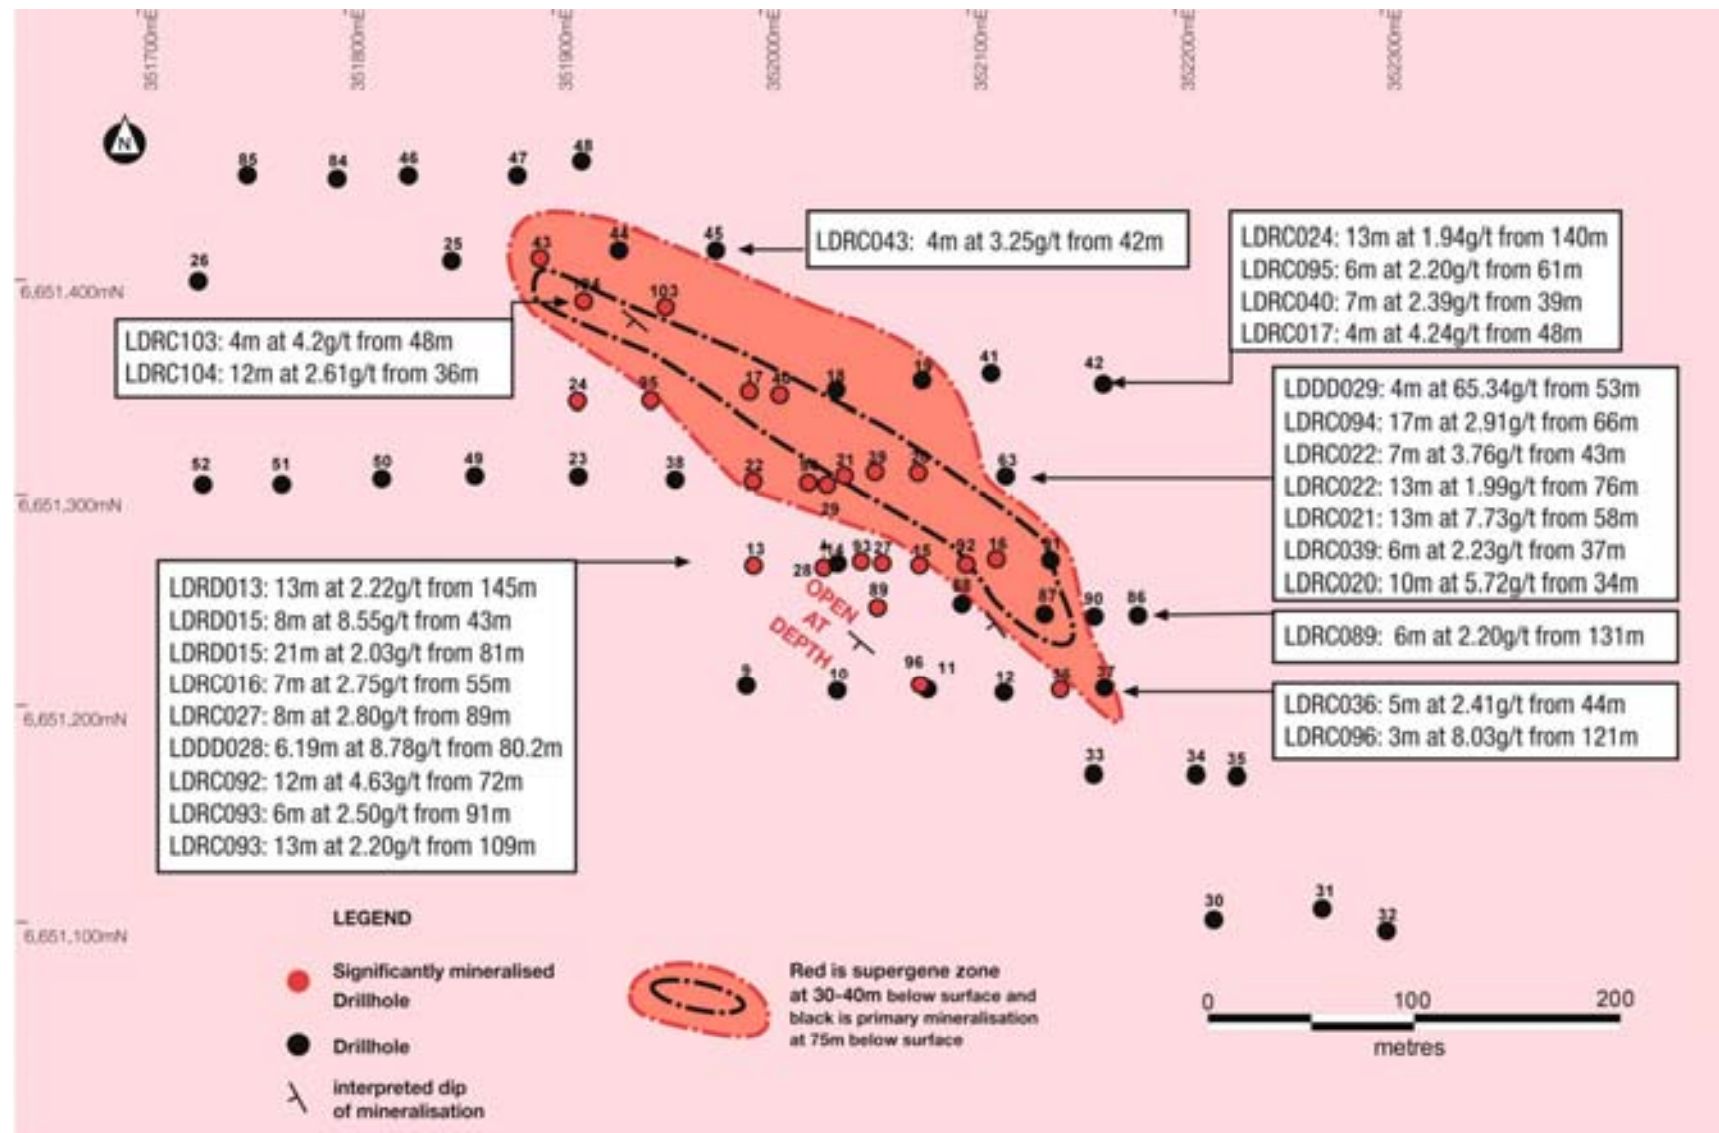 351700mE
351800mE
351900mE
352000mE
352100mE
352200mE
352300mE
N
85
84
46
47
48
26
25
43
44
45
LDRC043: 4m at 3.25g/t from 42m
LDRC024: 13m at 1.94g/t from 140m
LDRC095: 6m at 2.20g/t from 61m
LDRC040: 7m at 2.39g/t from 39m
LDRC017: 4m at 4.24g/t from 48m
6,651,400mN
104
103
LDRC103: 4m at 4.2g/t from 48m
LDRC104: 12m at 2.61g/t from 36m
24
95
17
40
18
19
41
42
LDDD029: 4m at 65.34g/t from 53m
LDRC094: 17m at 2.91g/t from 66m
LDRC022: 7m at 3.76g/t from 43m
LDRC022: 13m at 1.99g/t from 76m
LDRC021: 13m at 7.73g/t from 58m
LDRC039: 6m at 2.23g/t from 37m
LDRC020: 10m at 5.72g/t from 34m
52
51
50
49
23
38
22
21
39
63
29
6,651,300mN
13
14
93
27
15
92
16
91
28
89
68
87
90
86
LDRC089: 6m at 2.20g/t from 131m
OPEN
AT
DEPTH
LDRD013: 13m at 2.22g/t from 145m
LDRD015: 8m at 8.55g/t from 43m
LDRD015: 21m at 2.03g/t from 81m
LDRC016: 7m at 2.75g/t from 55m
LDRC027: 8m at 2.80g/t from 89m
LDDD028: 6.19m at 8.78g/t from 80.2m
LDRC092: 12m at 4.63g/t from 72m
LDRC093: 6m at 2.50g/t from 91m
LDRC093: 13m at 2.20g/t from 109m
9
10
96
11
12
36
37
LDRC036: 5m at 2.41g/t from 44m
LDRC096: 3m at 8.03g/t from 121m
6,651,200mN
33
34
35
30
31
32
6,651,100mN
LEGEND
Significantly mineralised
Drillhole
Drillhole
interpreted dip
of mineralisation
Red is supergene zone
at 30-40m below surface and
black is primary mineralisation
at 75m below surface
0
100
200
metres